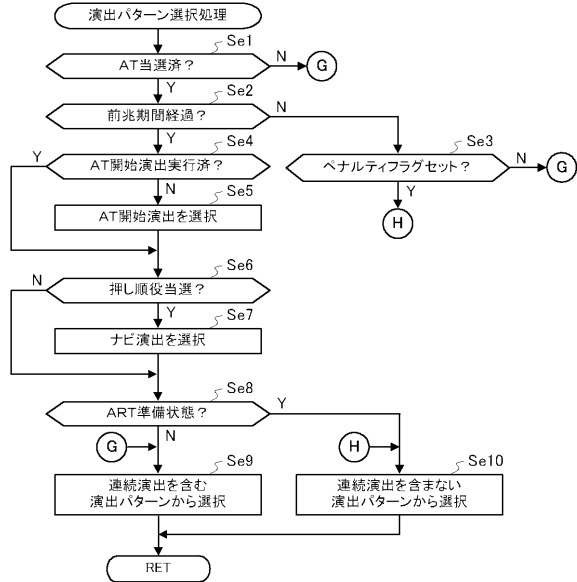 演出パターン選択処理
Se1
AT当選済？
N
G
Y
Se2
前兆期間経過？
N
Y
Se4
Y
AT開始演出実行済？
Se3
ペナルティフラグセット？
N
G
N
Y
Se5
H
AT開始演出を選択
Se6
N
押し順役当選？
Y
Se7
ナビ演出を選択
Se8
ART準備状態？
Y
G
N
H
Se9
連続演出を含む
演出パターンから選択
Se10
連続演出を含まない
演出パターンから選択
RET